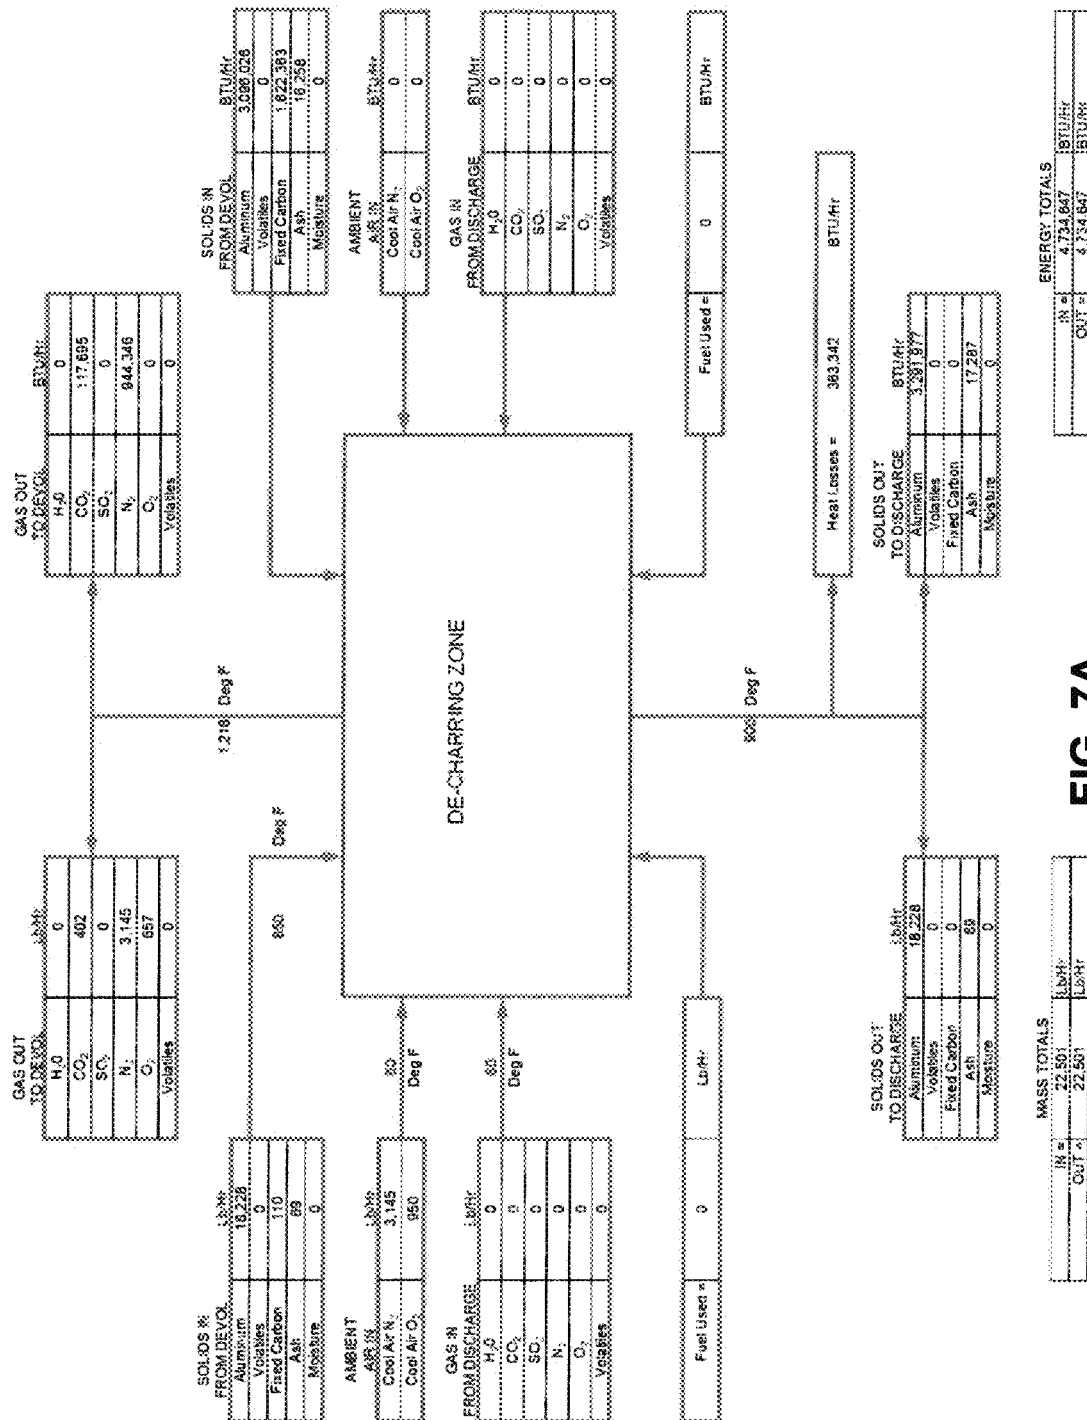 GAS OUT
TO DEVOL
Lb/Hr
H₂O 0
CO₂ 402
SO₂ 0
N₂ 3,145
O₂ 657
Volatiles 0
GAS OUT
TO DEVOL
BTU/Hr
H₂O 0
CO₂ 117,695
SO₂ 0
N₂ 944,346
O₂ 0
Volatiles 0
1,218 Deg F
SOLIDS IN
FROM DEVOL
Lb/Hr
Aluminum 18,228
Volatiles 0
Fixed Carbon 110
Ash 69
Moisture 0
850 Deg F
SOLIDS IN
FROM DEVOL
BTU/Hr
Aluminum 3,096,026
Volatiles 0
Fixed Carbon 1,622,363
Ash 16,258
Moisture 0
AMBIENT
AIR IN
Lb/Hr
Cool Air N₂ 3,145
Cool Air O₂ 950
60
Deg F
AMBIENT
AIR IN
BTU/Hr
Cool Air N₂ 0
Cool Air O₂ 0
DE-CHARRING ZONE
GAS IN
FROM DISCHARGE
Lb/Hr
H₂O 0
CO₂ 0
SO₂ 0
N₂ 0
O₂ 0
Volatiles 0
60
Deg F
GAS IN
FROM DISCHARGE
BTU/Hr
H₂O 0
CO₂ 0
SO₂ 0
N₂ 0
O₂ 0
Volatiles 0
Fuel Used = 0 Lb/Hr
Fuel Used = 0 BTU/Hr
Deg F
Heat Losses = 363,342 BTU/Hr
SOLIDS OUT
TO DISCHARGE
Lb/Hr
Aluminum 18,228
Volatiles 0
Fixed Carbon 0
Ash 69
Moisture 0
SOLIDS OUT
TO DISCHARGE
BTU/Hr
Aluminum 3,291,977
Volatiles 0
Fixed Carbon 0
Ash 17,287
Moisture 0
MASS TOTALS
IN = 22,501 Lb/Hr
OUT = 22,501 Lb/Hr
FIG. 7A
ENERGY TOTALS
IN = 4,734,647 BTU/Hr
OUT = 4,734,647 BTU/Hr